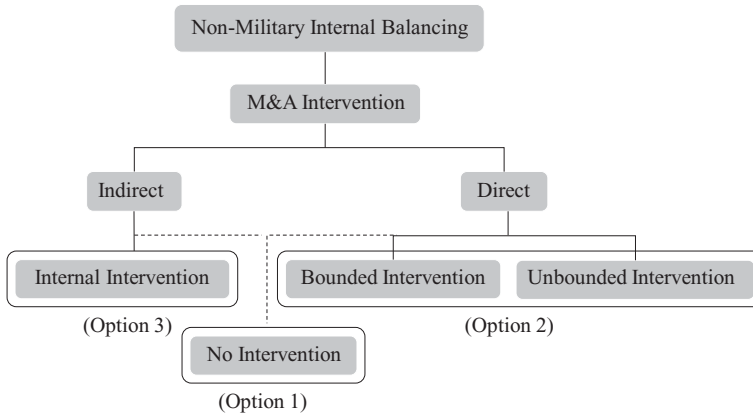 Non-Military Internal Balancing
M&A Intervention
Indirect
Direct
Internal Intervention
Bounded Intervention
Unbounded Intervention
(Option 3)
(Option 2)
No Intervention
(Option 1)